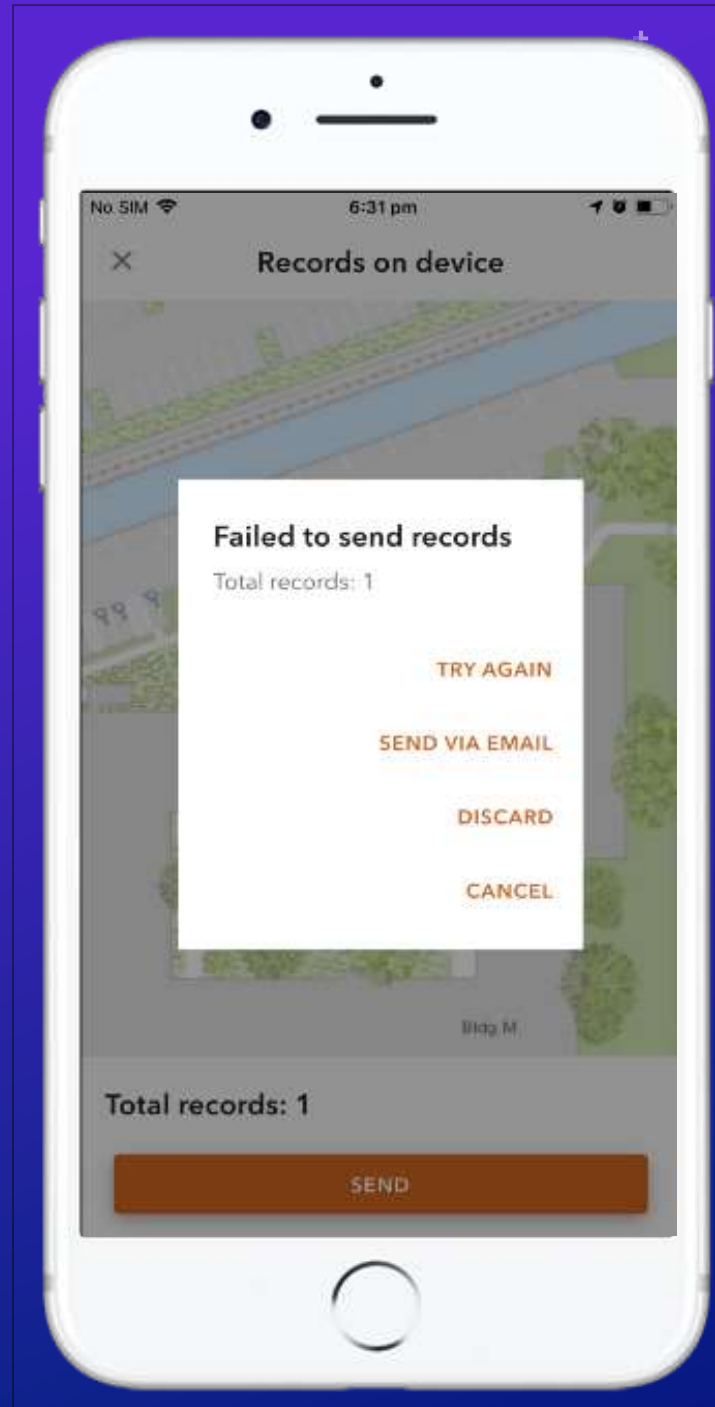 No SIM
6:31 pm
Records on device
Failed to send records
Total records: 1
TRY AGAIN
SEND VIA EMAIL
DISCARD
CANCEL
Bldg M
Total records: 1
SEND